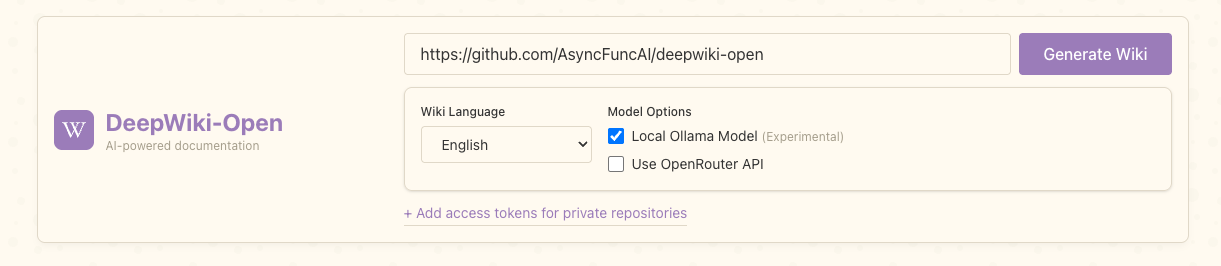 https://github.com/AsyncFuncAI/deepwiki-open
Generate Wiki
W
DeepWiki-Open
AI-powered documentation
Wiki Language
English
Model Options
Local Ollama Model (Experimental)
Use OpenRouter API
+ Add access tokens for private repositories